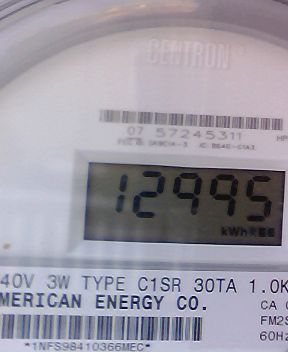 CENTRON
07 57245311 HP
12995
kWh
40V 3W TYPE C1SR 30TA 1.0K
MERICAN ENERGY CO.
CA
FM2S
60Hz
*1NFS98410366MEC*